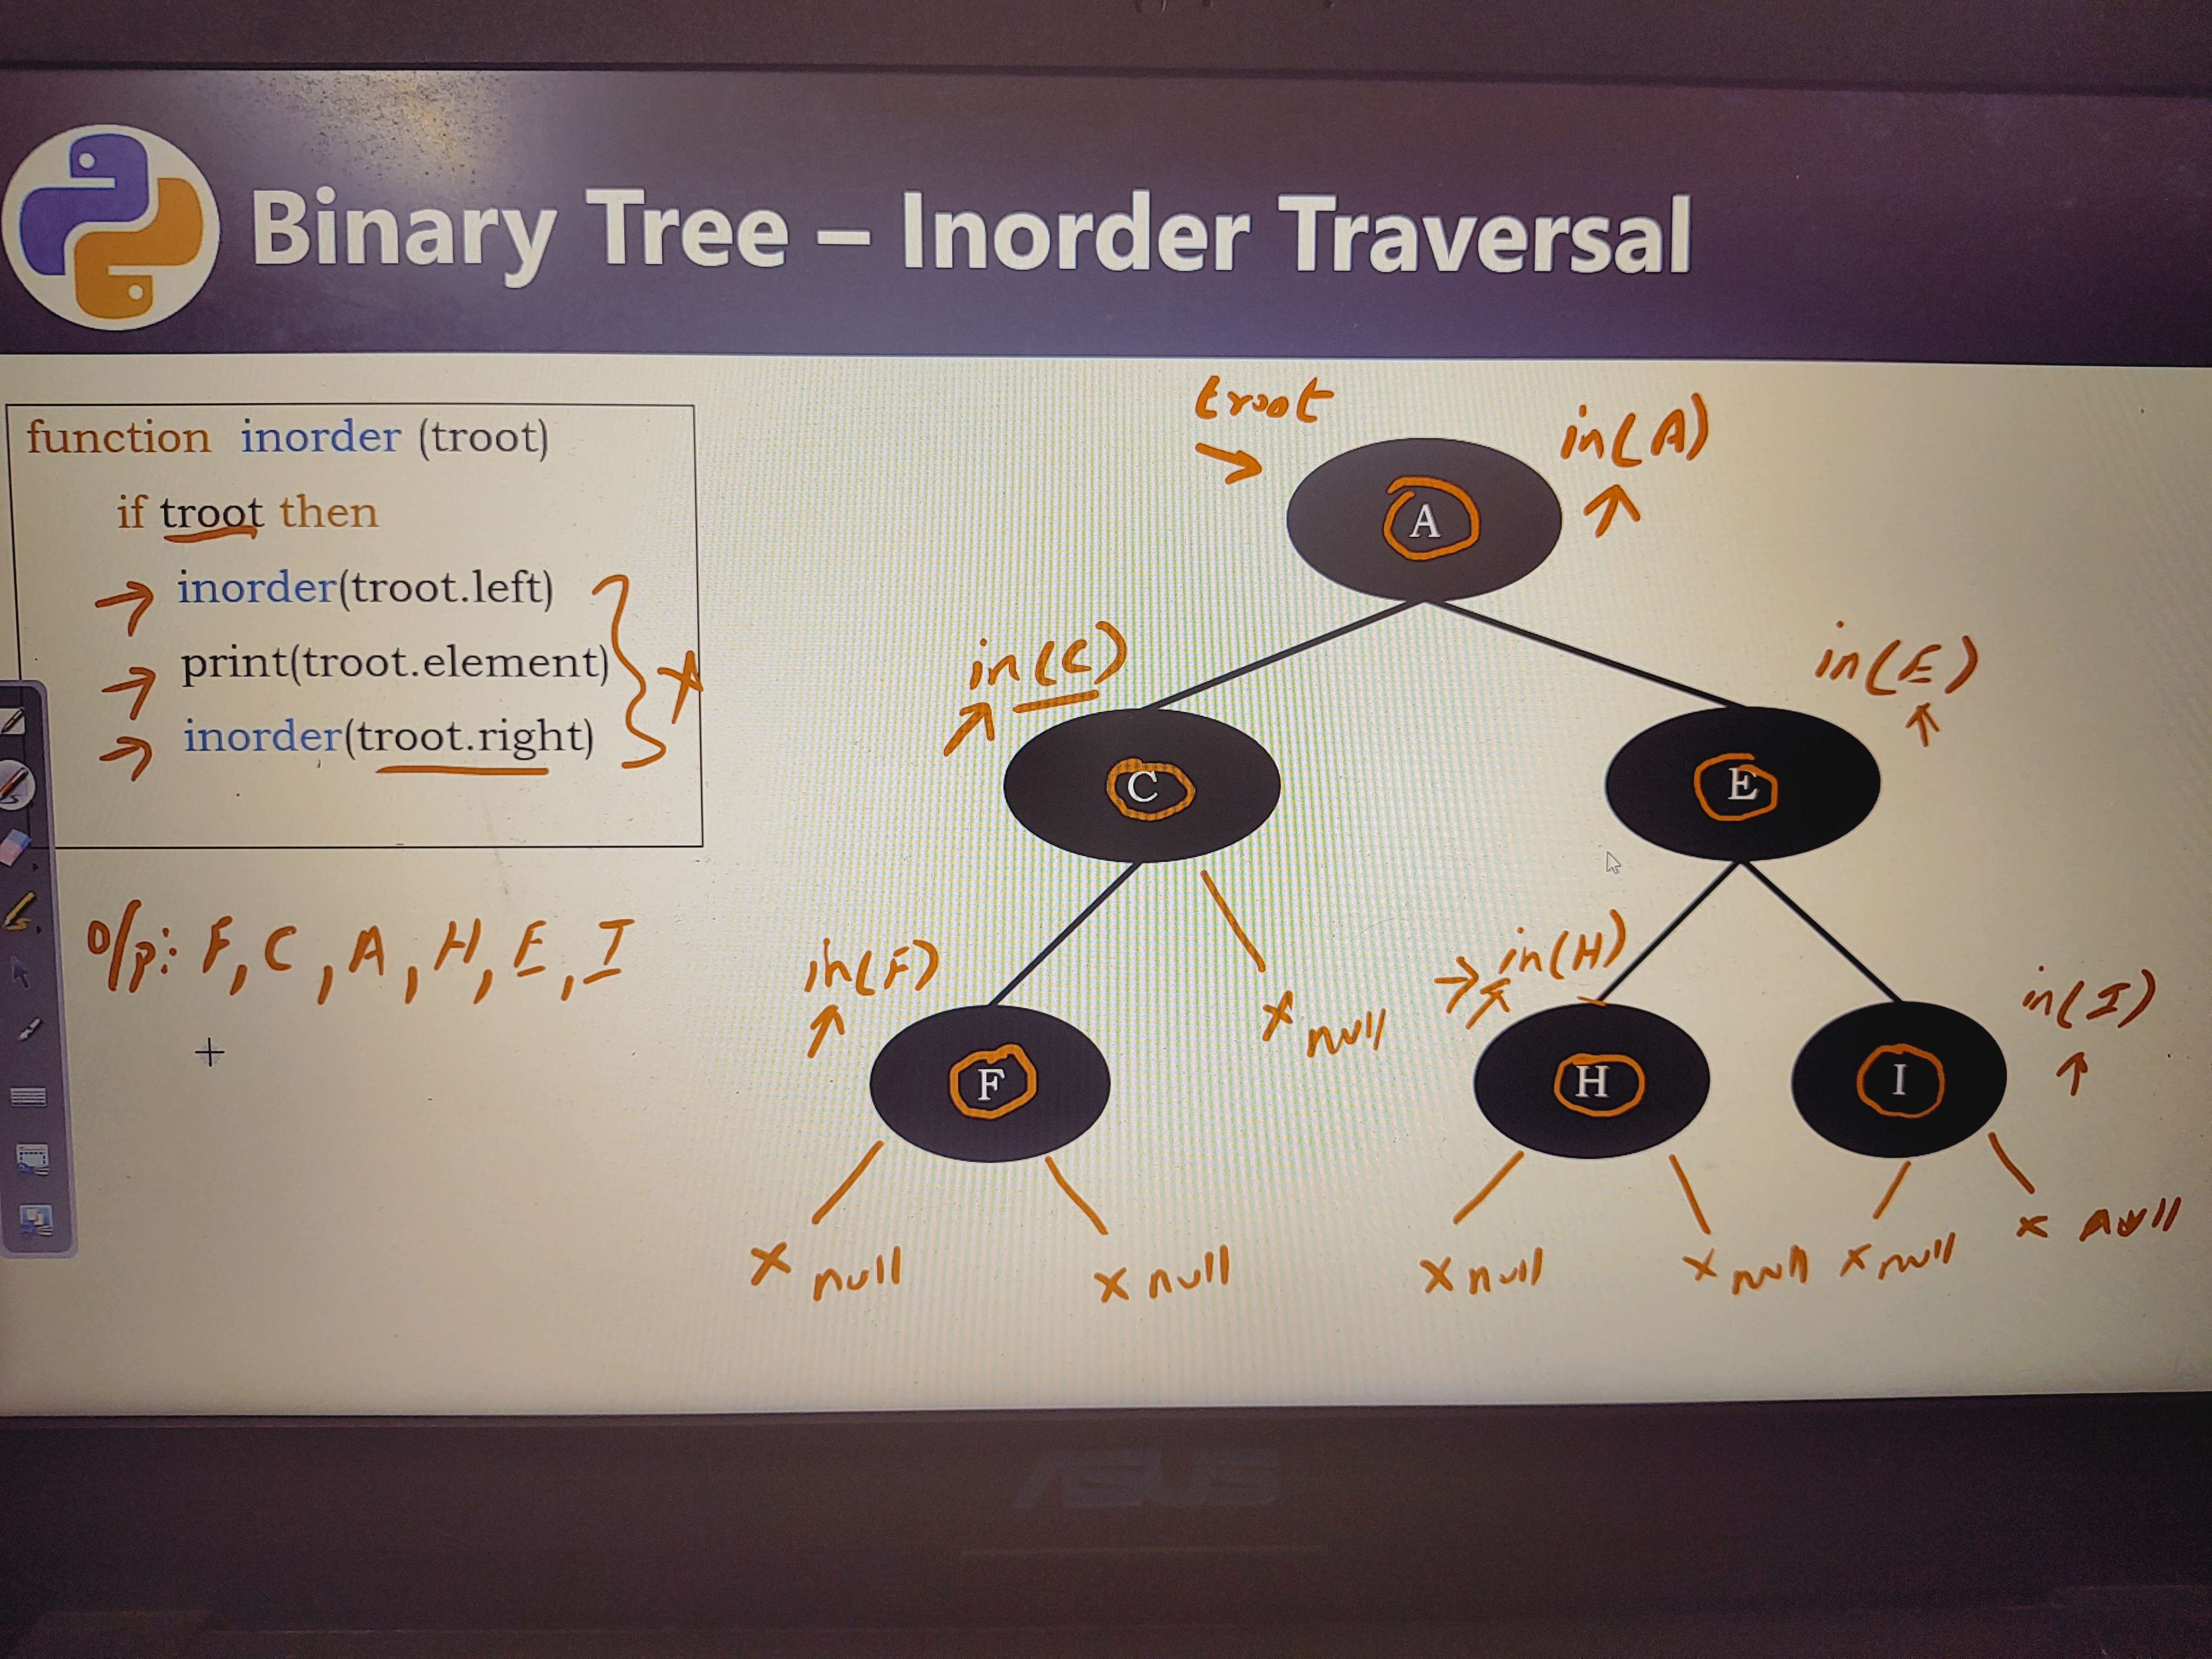 Binary Tree – Inorder Traversal
function inorder (troot)
if troot then
inorder(troot.left)
print(troot.element)
inorder(troot.right)
x
O/p: F, C, A, H, E, I
troot
in(A)
A
in(C)
in(E)
C
E
in(F)
x null
in(H)
in(I)
F
H
I
x null
x null
x null
x null
x null
x null
ASUS